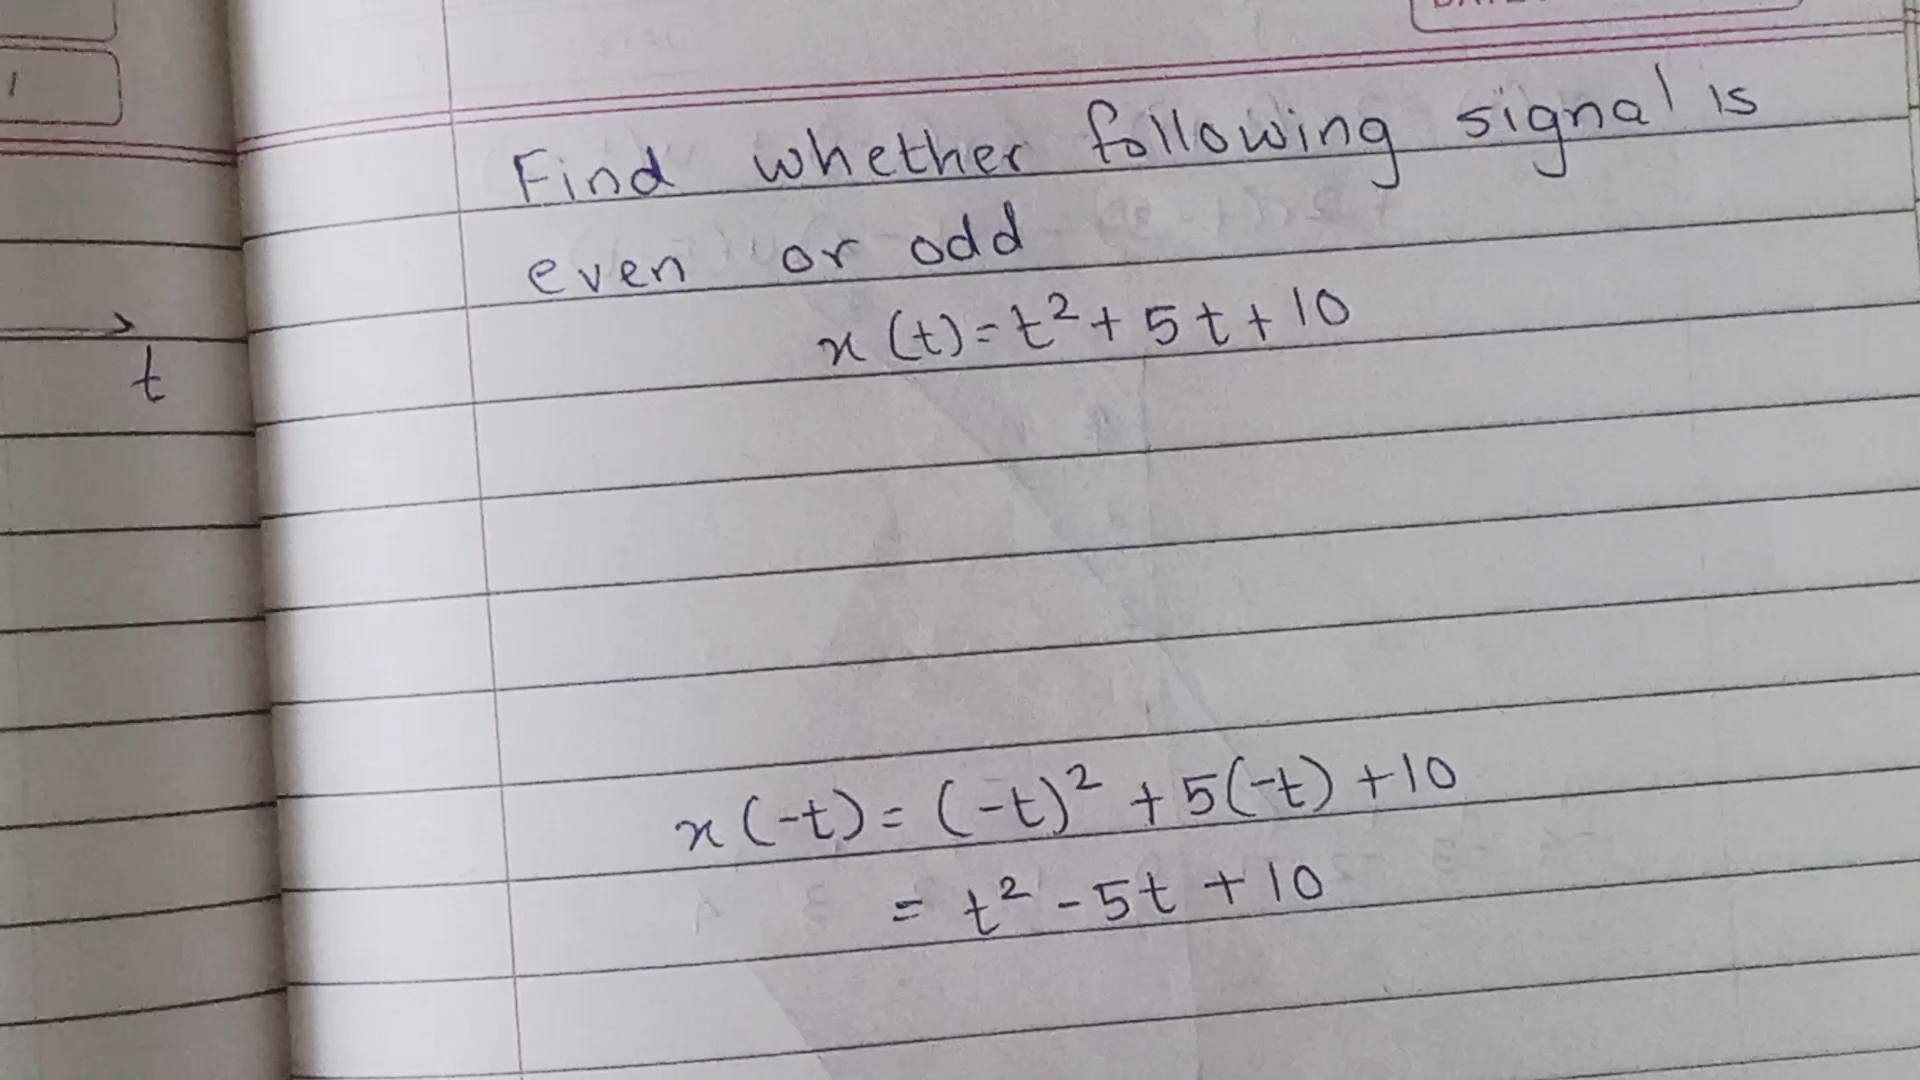 Find whether following signal is
even or odd
x (t) = t² + 5t + 10
t
x (-t) = (-t)² + 5(-t) + 10
= t² - 5t + 10